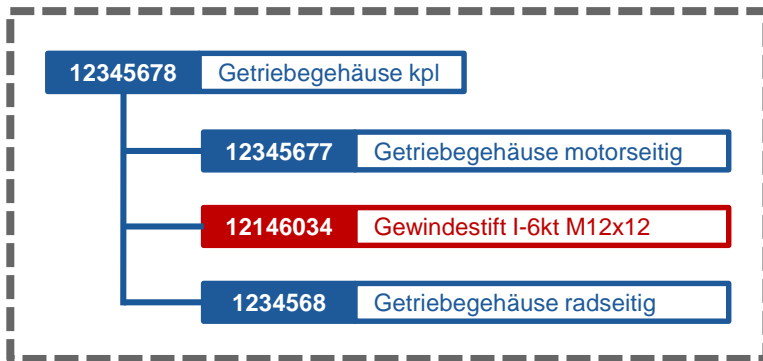 12345678 Getriebegehäuse kpl
12345677 Getriebegehäuse motorseitig
12146034 Gewindestift I-6kt M12x12
1234568 Getriebegehäuse radseitig